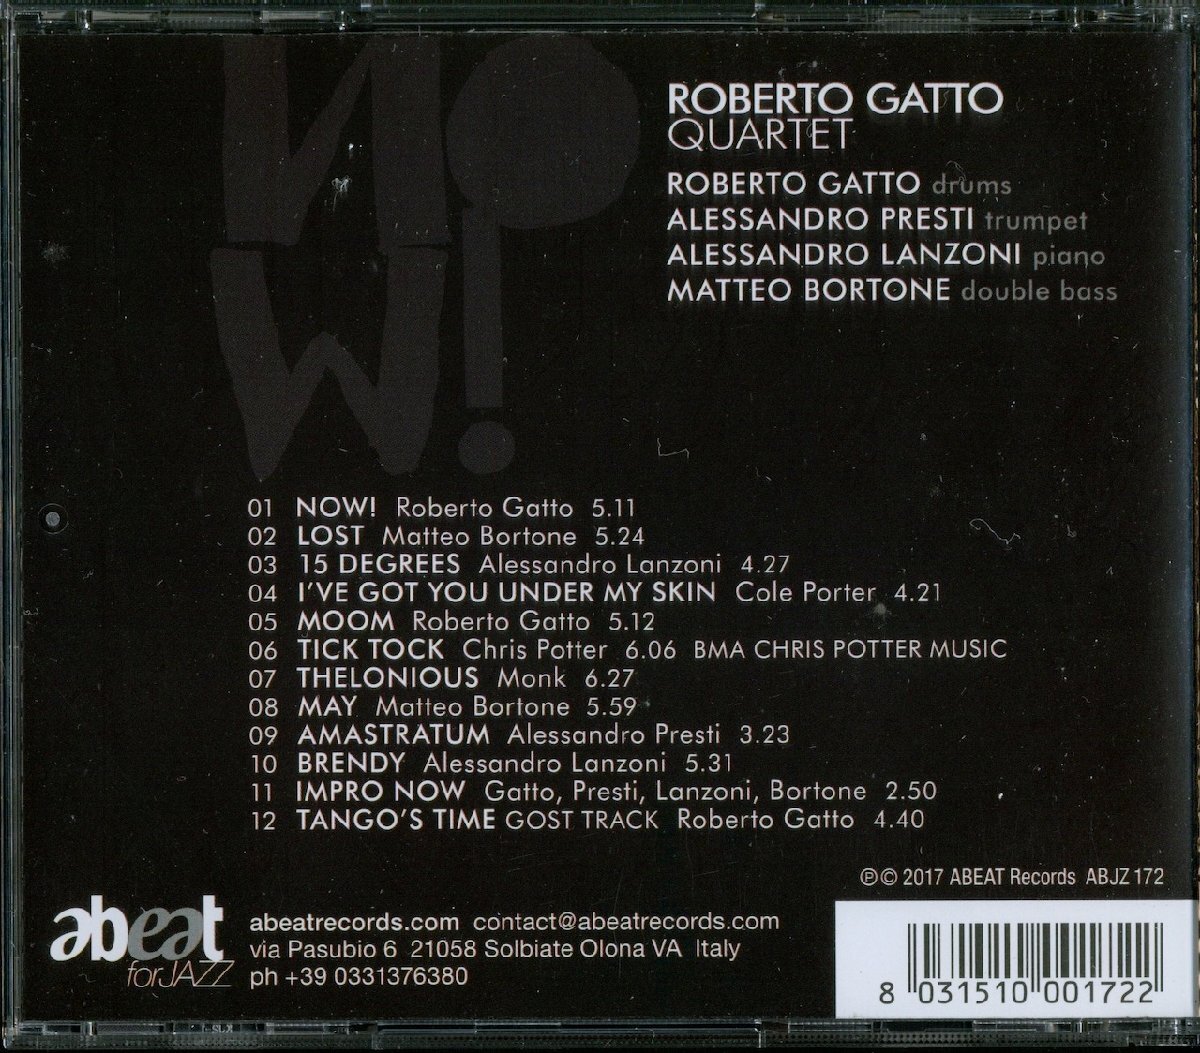 NOW!
ROBERTO GATTO
QUARTET
ROBERTO GATTO drums
ALESSANDRO PRESTI trumpet
ALESSANDRO LANZONI piano
MATTEO BORTONE double bass
01 NOW! Roberto Gatto 5.11
02 LOST Matteo Bortone 5.24
03 15 DEGREES Alessandro Lanzoni 4.27
04 I'VE GOT YOU UNDER MY SKIN Cole Porter 4.21
05 MOOM Roberto Gatto 5.12
06 TICK TOCK Chris Potter 6.06 BMA CHRIS POTTER MUSIC
07 THELONIOUS Monk 6.27
08 MAY Matteo Bortone 5.59
09 AMASTRATUM Alessandro Presti 3.23
10 BRENDY Alessandro Lanzoni 5.31
11 IMPRO NOW Gatto, Presti, Lanzoni, Bortone 2.50
12 TANGO'S TIME GOST TRACK Roberto Gatto 4.40
℗© 2017 ABEAT Records ABJZ 172
abeat
for JAZZ
abeatrecords.com contact@abeatrecords.com
via Pasubio 6 21058 Solbiate Olona VA Italy
ph +39 0331376380
8 031510 001722